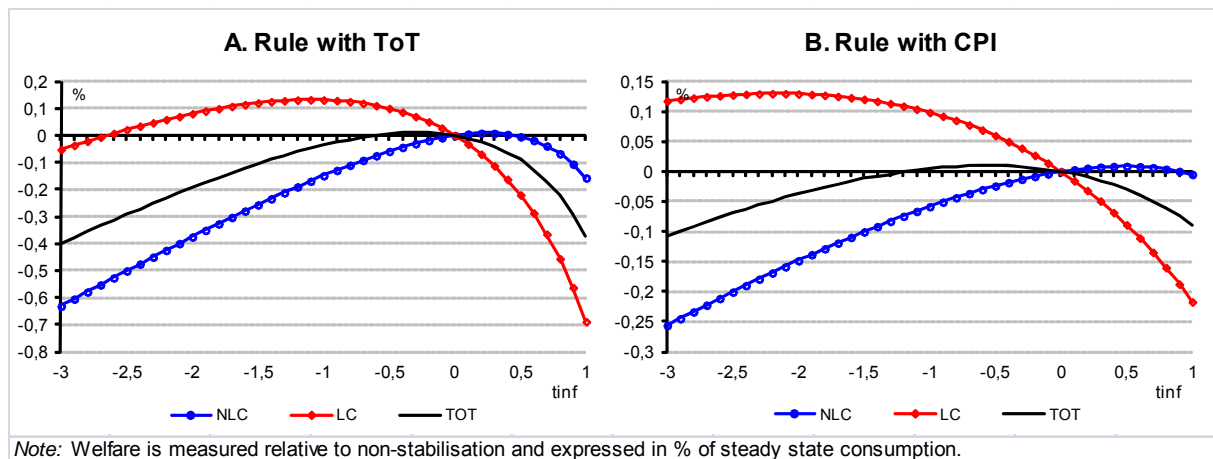 A. Rule with ToT
B. Rule with CPI
0,2
%
0,1
0
-0,1
-0,2
-0,3
-0,4
-0,5
-0,6
-0,7
-0,8
-3 -2,5 -2 -1,5 -1 -0,5 0 0,5 1
tinf
NLC LC TOT
0,15
%
0,1
0,05
0
-0,05
-0,1
-0,15
-0,2
-0,25
-0,3
-3 -2,5 -2 -1,5 -1 -0,5 0 0,5 1
tinf
NLC LC TOT
Note: Welfare is measured relative to non-stabilisation and expressed in % of steady state consumption.